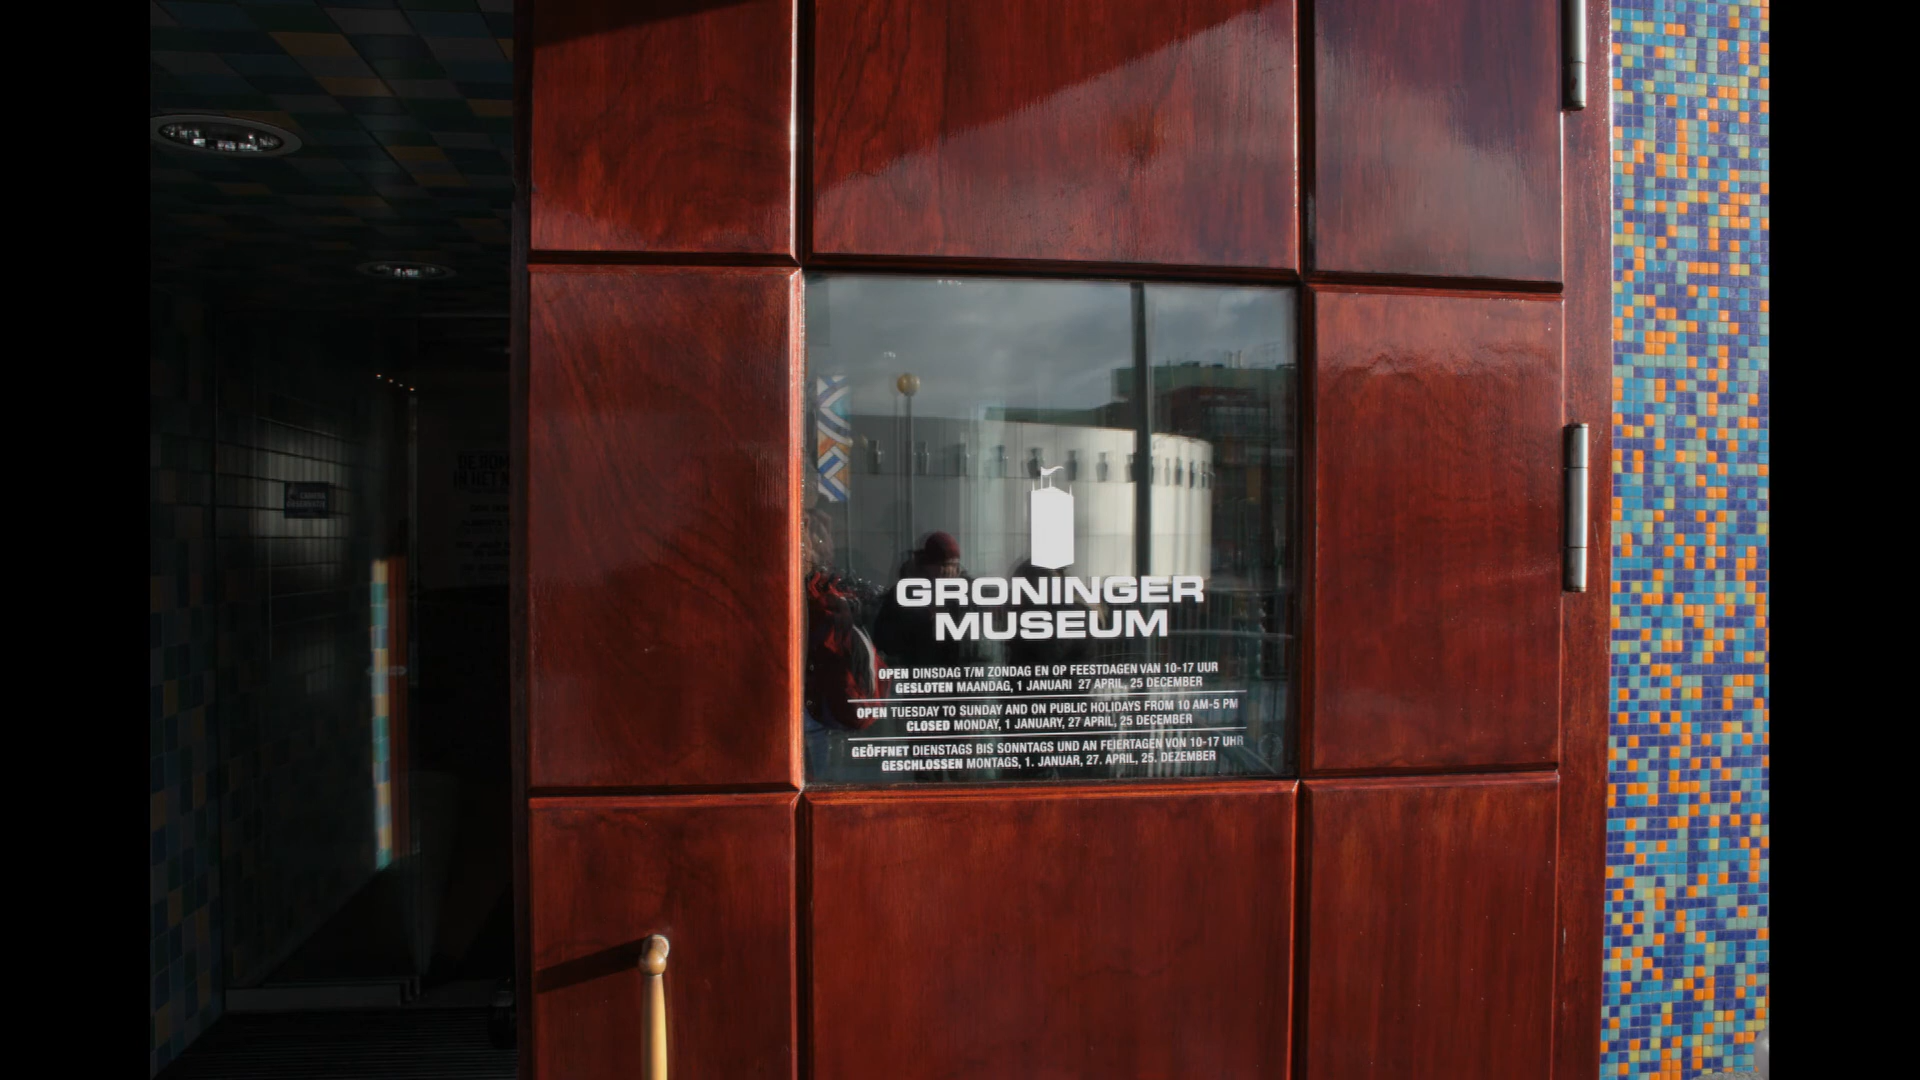 GRONINGER
MUSEUM
OPEN DINSDAG T/M ZONDAG EN OP FEESTDAGEN VAN 10-17 UUR
GESLOTEN MAANDAG, 1 JANUARI 27 APRIL, 25 DECEMBER
OPEN TUESDAY TO SUNDAY AND ON PUBLIC HOLIDAYS FROM 10 AM-5 PM
CLOSED MONDAY, 1 JANUARY, 27 APRIL, 25 DECEMBER
GEÖFFNET DIENSTAGS BIS SONNTAGS UND AN FEIERTAGEN VON 10-17 UHR
GESCHLOSSEN MONTAGS, 1. JANUAR, 27. APRIL, 25. DEZEMBER